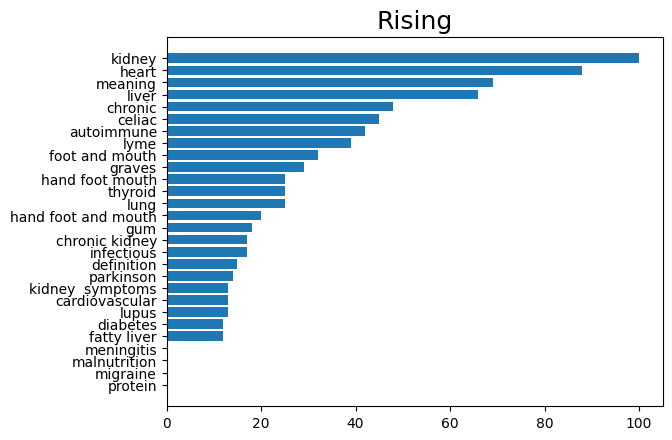 Rising
kidney
heart
meaning
liver
chronic
celiac
autoimmune
lyme
foot and mouth
graves
hand foot mouth
thyroid
lung
hand foot and mouth
gum
chronic kidney
infectious
definition
parkinson
kidney  symptoms
cardiovascular
lupus
diabetes
fatty liver
meningitis
malnutrition
migraine
protein
0 20 40 60 80 100